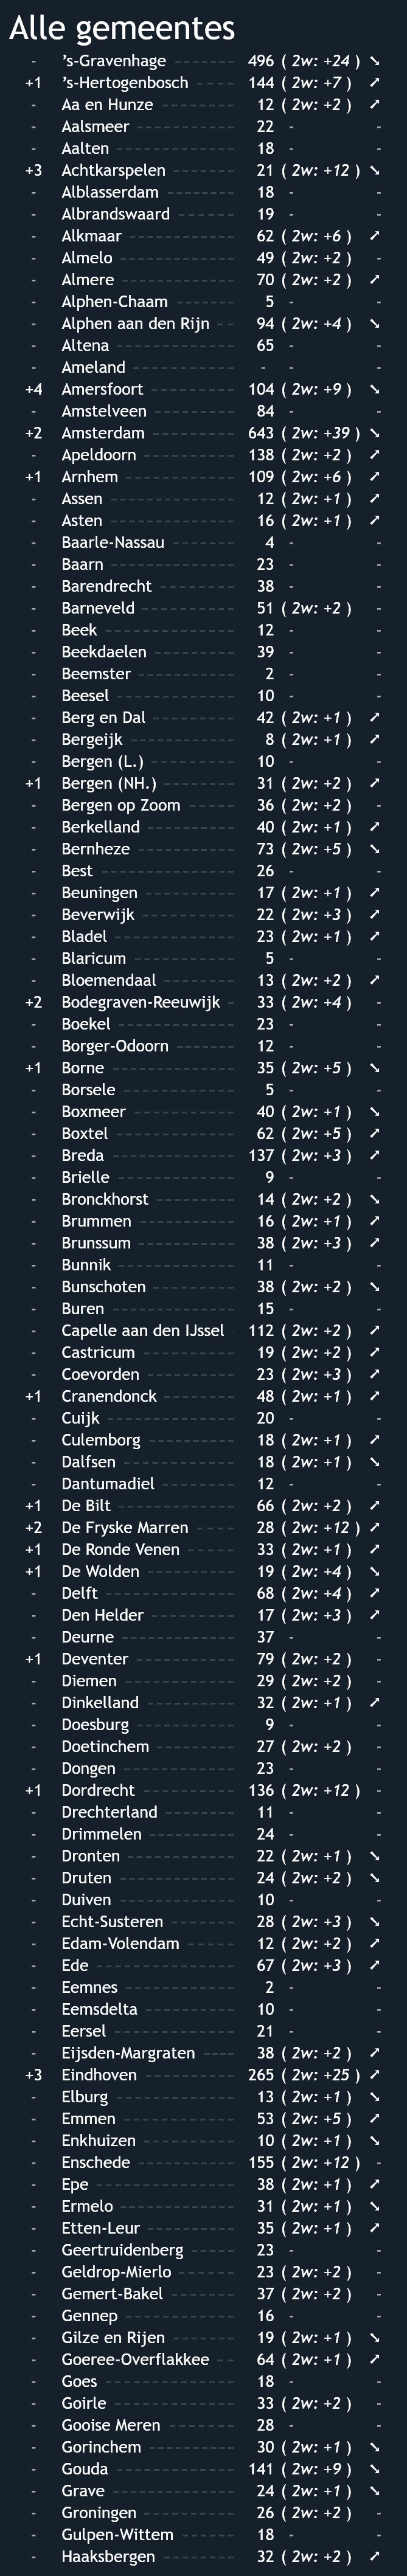 Alle gemeentes
- 's-Gravenhage 496 ( 2w: +24 ) ➘
+1 's-Hertogenbosch 144 ( 2w: +7 ) ➚
- Aa en Hunze 12 ( 2w: +2 ) ➚
- Aalsmeer 22 - -
- Aalten 18 - -
+3 Achtkarspelen 21 ( 2w: +12 ) ➘
- Alblasserdam 18 - -
- Albrandswaard 19 - -
- Alkmaar 62 ( 2w: +6 ) ➚
- Almelo 49 ( 2w: +2 ) -
- Almere 70 ( 2w: +2 ) ➚
- Alphen-Chaam 5 - -
- Alphen aan den Rijn 94 ( 2w: +4 ) ➘
- Altena 65 - -
- Ameland - - -
+4 Amersfoort 104 ( 2w: +9 ) ➘
- Amstelveen 84 - -
+2 Amsterdam 643 ( 2w: +39 ) ➘
- Apeldoorn 138 ( 2w: +2 ) ➚
+1 Arnhem 109 ( 2w: +6 ) ➚
- Assen 12 ( 2w: +1 ) ➚
- Asten 16 ( 2w: +1 ) ➚
- Baarle-Nassau 4 - -
- Baarn 23 - -
- Barendrecht 38 - -
- Barneveld 51 ( 2w: +2 ) -
- Beek 12 - -
- Beekdaelen 39 - -
- Beemster 2 - -
- Beesel 10 - -
- Berg en Dal 42 ( 2w: +1 ) ➚
- Bergeijk 8 ( 2w: +1 ) ➚
- Bergen (L.) 10 - -
+1 Bergen (NH.) 31 ( 2w: +2 ) ➚
- Bergen op Zoom 36 ( 2w: +2 ) -
- Berkelland 40 ( 2w: +1 ) ➚
- Bernheze 73 ( 2w: +5 ) ➘
- Best 26 - -
- Beuningen 17 ( 2w: +1 ) ➚
- Beverwijk 22 ( 2w: +3 ) ➚
- Bladel 23 ( 2w: +1 ) ➚
- Blaricum 5 - -
- Bloemendaal 13 ( 2w: +2 ) ➚
+2 Bodegraven-Reeuwijk 33 ( 2w: +4 ) -
- Boekel 23 - -
- Borger-Odoorn 12 - -
+1 Borne 35 ( 2w: +5 ) ➘
- Borsele 5 - -
- Boxmeer 40 ( 2w: +1 ) ➘
- Boxtel 62 ( 2w: +5 ) ➚
- Breda 137 ( 2w: +3 ) ➚
- Brielle 9 - -
- Bronckhorst 14 ( 2w: +2 ) ➘
- Brummen 16 ( 2w: +1 ) ➚
- Brunssum 38 ( 2w: +3 ) ➚
- Bunnik 11 - -
- Bunschoten 38 ( 2w: +2 ) ➘
- Buren 15 - -
- Capelle aan den IJssel 112 ( 2w: +2 ) ➚
- Castricum 19 ( 2w: +2 ) ➚
- Coevorden 23 ( 2w: +3 ) ➚
+1 Cranendonck 48 ( 2w: +1 ) ➚
- Cuijk 20 - -
- Culemborg 18 ( 2w: +1 ) ➚
- Dalfsen 18 ( 2w: +1 ) ➘
- Dantumadiel 12 - -
+1 De Bilt 66 ( 2w: +2 ) ➚
+2 De Fryske Marren 28 ( 2w: +12 ) ➚
+1 De Ronde Venen 33 ( 2w: +1 ) ➚
+1 De Wolden 19 ( 2w: +4 ) ➘
- Delft 68 ( 2w: +4 ) ➚
- Den Helder 17 ( 2w: +3 ) ➚
- Deurne 37 - -
+1 Deventer 79 ( 2w: +2 ) -
- Diemen 29 ( 2w: +2 ) -
- Dinkelland 32 ( 2w: +1 ) ➚
- Doesburg 9 - -
- Doetinchem 27 ( 2w: +2 ) -
- Dongen 23 - -
+1 Dordrecht 136 ( 2w: +12 ) -
- Drechterland 11 - -
- Drimmelen 24 - -
- Dronten 22 ( 2w: +1 ) ➘
- Druten 24 ( 2w: +2 ) ➘
- Duiven 10 - -
- Echt-Susteren 28 ( 2w: +3 ) ➘
- Edam-Volendam 12 ( 2w: +2 ) ➚
- Ede 67 ( 2w: +3 ) ➚
- Eemnes 2 - -
- Eemsdelta 10 - -
- Eersel 21 - -
- Eijsden-Margraten 38 ( 2w: +2 ) ➚
+3 Eindhoven 265 ( 2w: +25 ) ➚
- Elburg 13 ( 2w: +1 ) ➘
- Emmen 53 ( 2w: +5 ) ➚
- Enkhuizen 10 ( 2w: +1 ) ➘
- Enschede 155 ( 2w: +12 ) -
- Epe 38 ( 2w: +1 ) ➚
- Ermelo 31 ( 2w: +1 ) ➘
- Etten-Leur 35 ( 2w: +1 ) ➚
- Geertruidenberg 23 - -
- Geldrop-Mierlo 23 ( 2w: +2 ) -
- Gemert-Bakel 37 ( 2w: +2 ) -
- Gennep 16 - -
- Gilze en Rijen 19 ( 2w: +1 ) ➘
- Goeree-Overflakkee 64 ( 2w: +1 ) ➚
- Goes 18 - -
- Goirle 33 ( 2w: +2 ) -
- Gooise Meren 28 - -
- Gorinchem 30 ( 2w: +1 ) ➘
- Gouda 141 ( 2w: +9 ) ➘
- Grave 24 ( 2w: +1 ) ➘
- Groningen 26 ( 2w: +2 ) -
- Gulpen-Wittem 18 - -
- Haaksbergen 32 ( 2w: +2 ) ➚